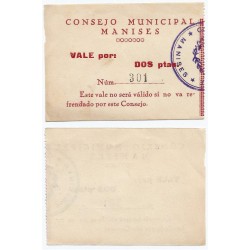 CONSEJO MUNICIPAL
MANISES
VALE por:
DOS ptas.
Núm. 301
Este vale no será válido si no va re-
frendado por este Consejo.
MANISES